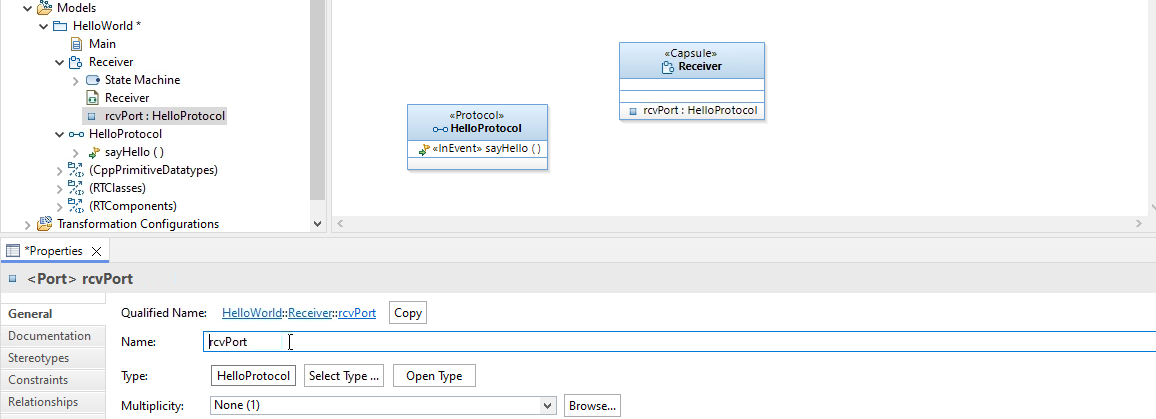 Models
HelloWorld *
Main
Receiver
State Machine
Receiver
rcvPort : HelloProtocol
HelloProtocol
sayHello ( )
(CppPrimitiveDatatypes)
(RTClasses)
(RTComponents)
Transformation Configurations
«Protocol»
HelloProtocol
«InEvent» sayHello ( )
«Capsule»
Receiver
rcvPort : HelloProtocol
*Properties
<Port> rcvPort
General
Documentation
Stereotypes
Constraints
Relationships
Qualified Name: HelloWorld::Receiver::rcvPort Copy
Name: rcvPort
Type: HelloProtocol Select Type ... Open Type
Multiplicity: None (1) Browse...